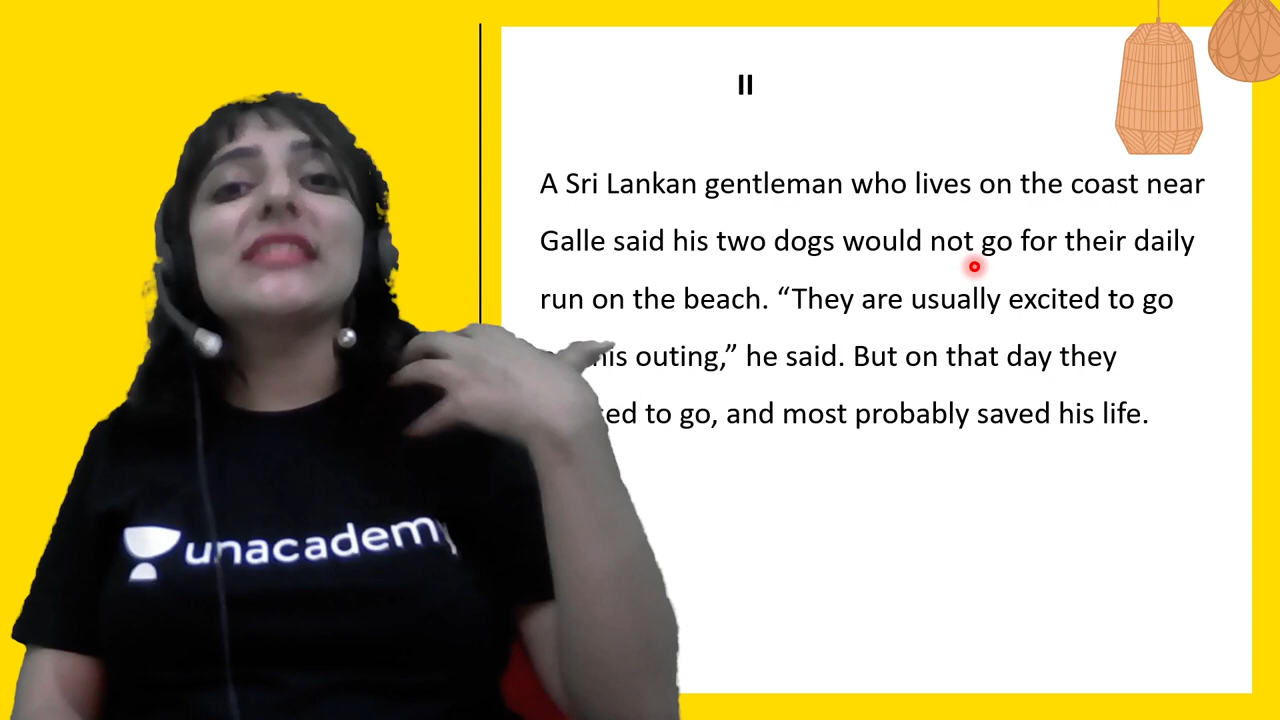 II
A Sri Lankan gentleman who lives on the coast near
Galle said his two dogs would not go for their daily
run on the beach. “They are usually excited to go
his outing,” he said. But on that day they
to go, and most probably saved his life.
unacademy